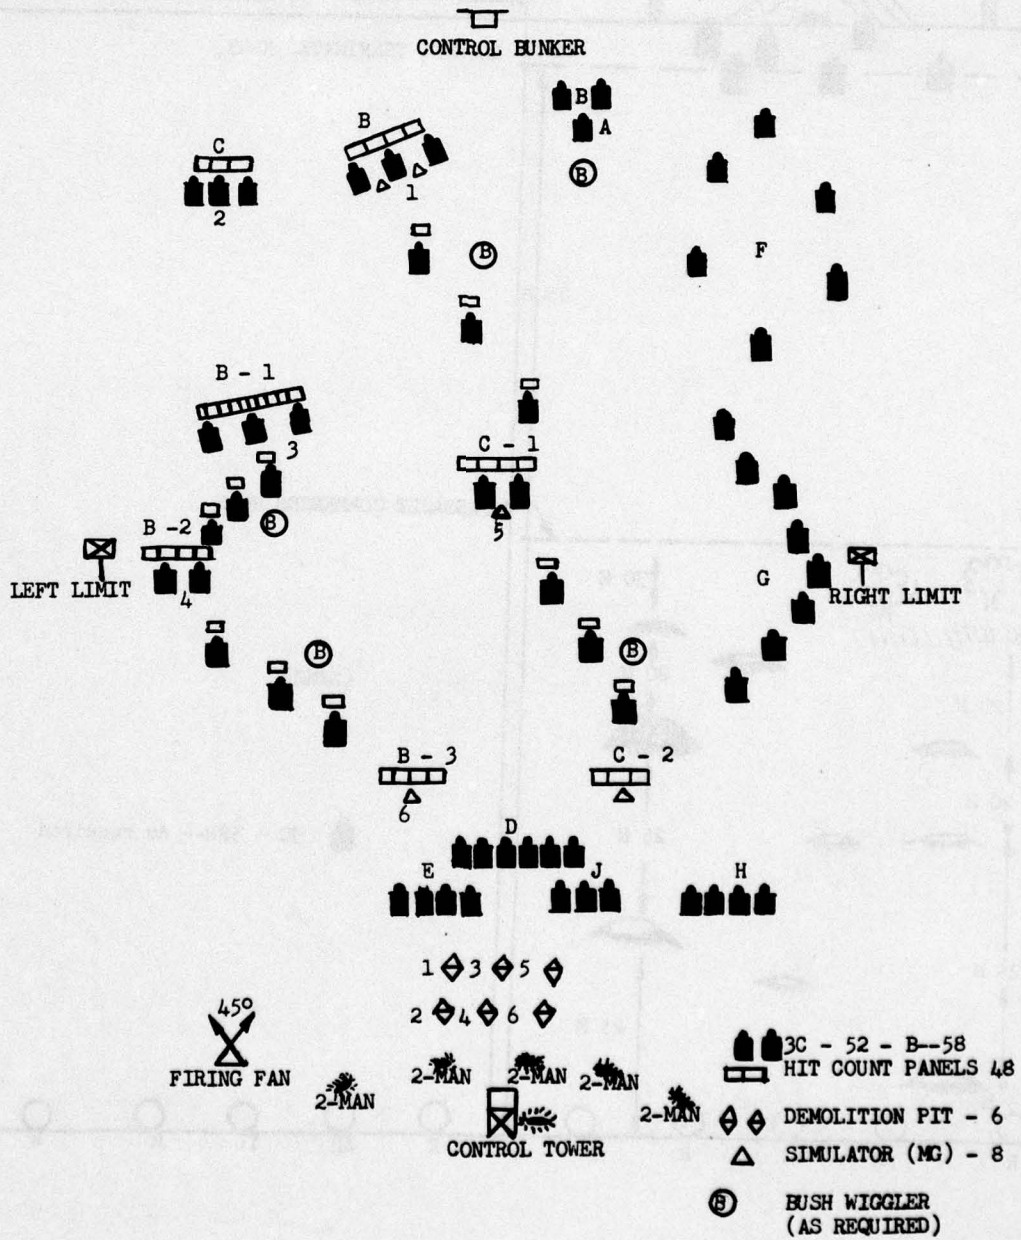 CONTROL BUNKER
B
A
B
C
B
1
2
B
F
B - 1
3
C - 1
5
B
B -2
4
LEFT LIMIT
G
RIGHT LIMIT
B
B
B - 3
6
C - 2
D
E
J
H
1 3 5
2 4 6
45°
FIRING FAN
2-MAN
2-MAN
2-MAN
2-MAN
2-MAN
CONTROL TOWER
3C - 52 - B--58
HIT COUNT PANELS 48
DEMOLITION PIT - 6
SIMULATOR (MG) - 8
B BUSH WIGGLER
(AS REQUIRED)